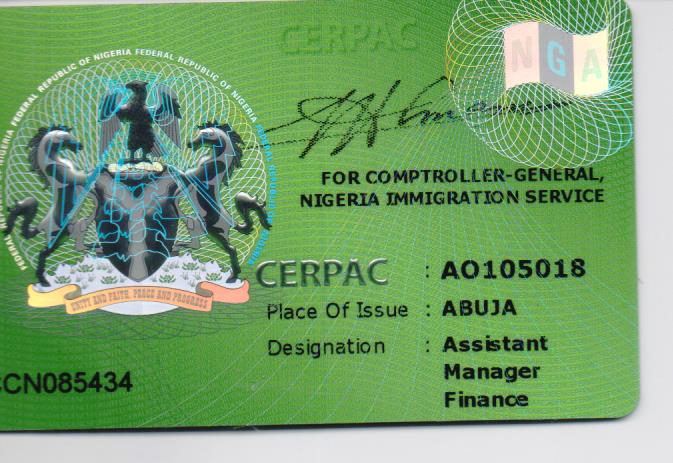 CERPAC
NGA
FEDERAL REPUBLIC OF NIGERIA FEDERAL REPUBLIC OF NIGERIA FEDERAL REPUBLIC OF NIGERIA
FOR COMPTROLLER-GENERAL,
NIGERIA IMMIGRATION SERVICE
CERPAC : AO105018
Place Of Issue : ABUJA
Designation : Assistant
Manager
Finance
UNITY AND FAITH, PEACE AND PROGRESS
CN085434